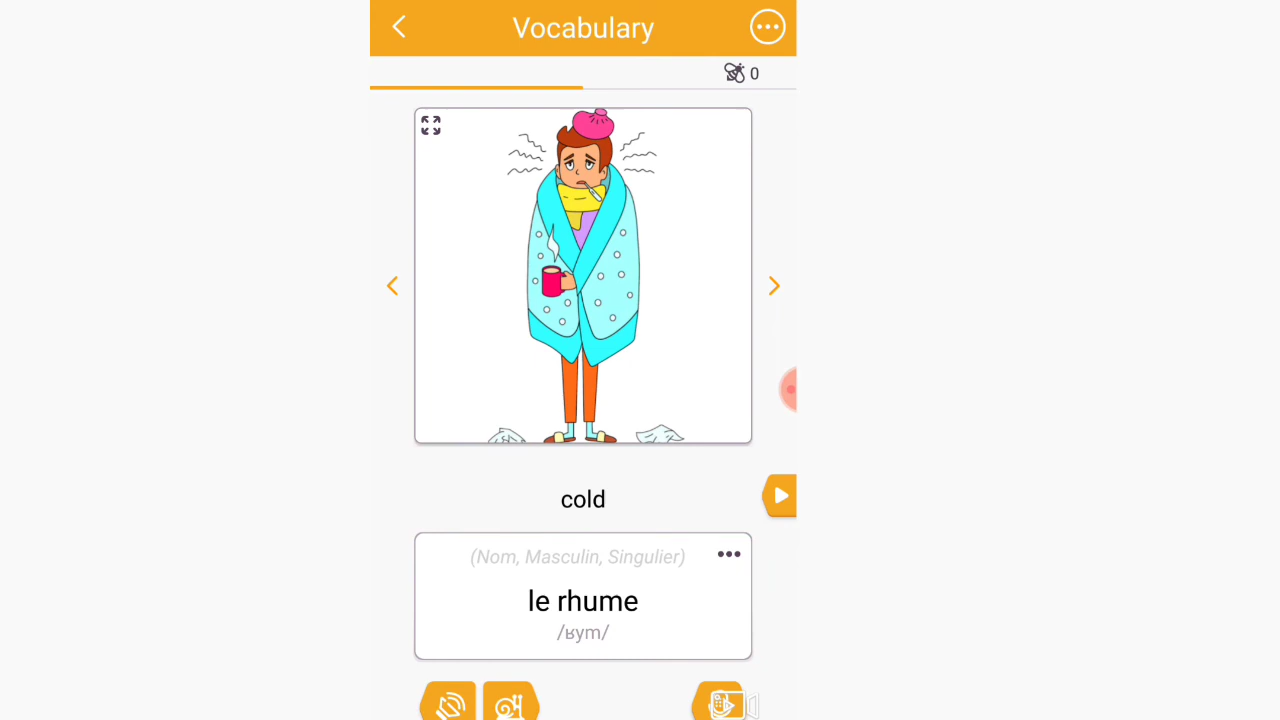 Vocabulary
0
cold
(Nom, Masculin, Singulier)
le rhume
/ʁym/